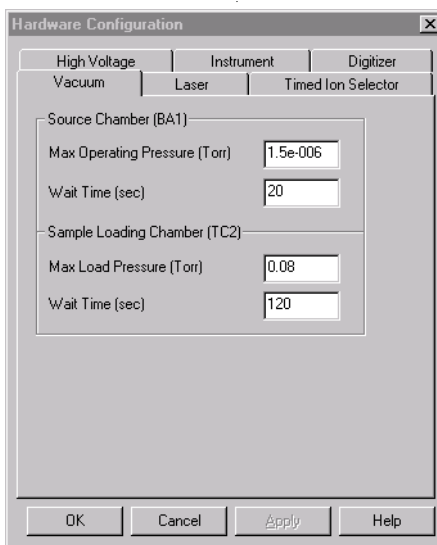 Hardware Configuration
High Voltage Instrument Digitizer
Vacuum Laser Timed Ion Selector
Source Chamber (BA1)
Max Operating Pressure (Torr) 1.5e-006
Wait Time (sec) 20
Sample Loading Chamber (TC2)
Max Load Pressure (Torr) 0.08
Wait Time (sec) 120
OK Cancel Apply Help